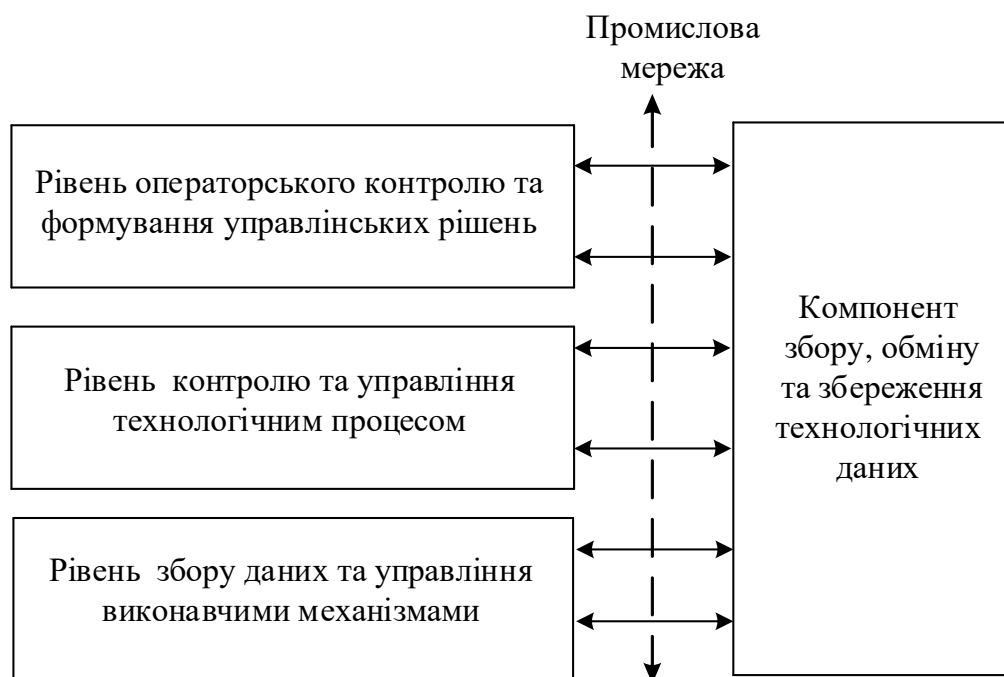 Промислова
мережа
Рівень операторського контролю та
формування управлінських рішень
Рівень контролю та управління
технологічним процесом
Рівень збору даних та управління
виконавчими механізмами
Компонент
збору, обміну
та збереження
технологічних
даних